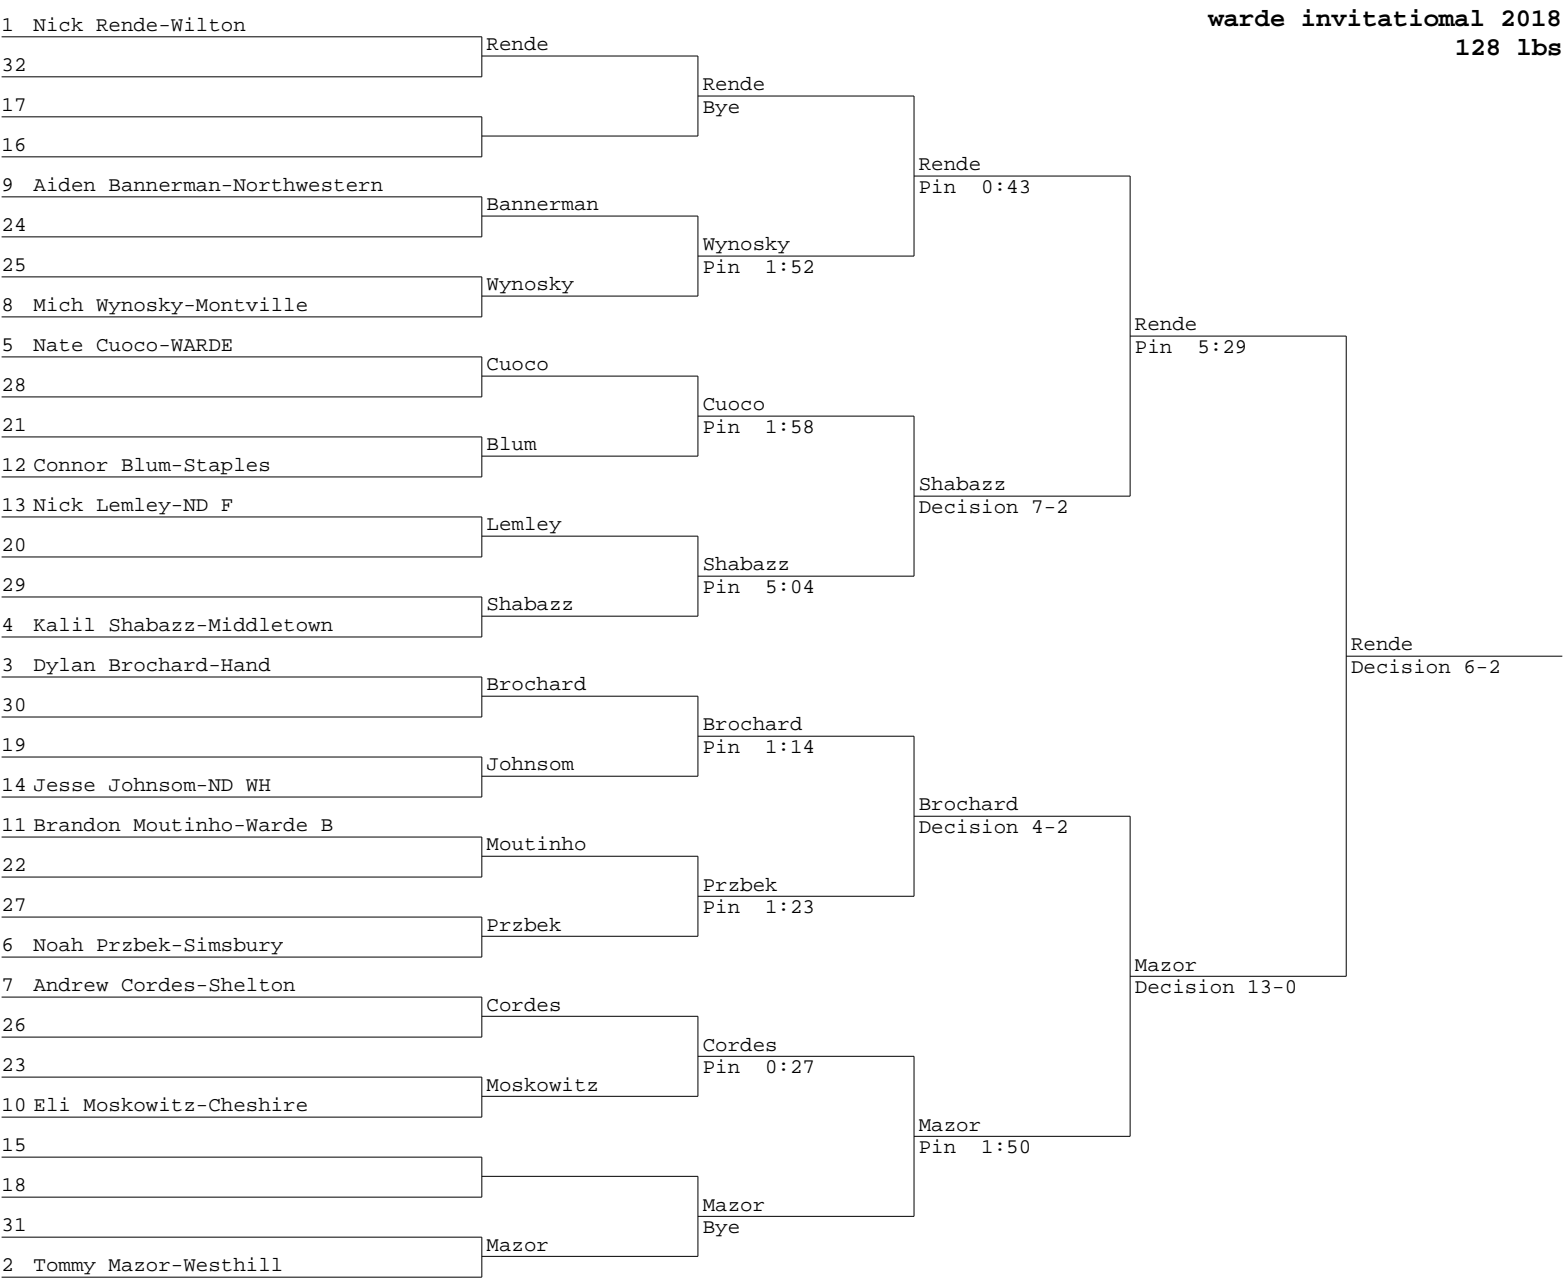 warde invitatiomal 2018
128 lbs
1 Nick Rende-Wilton
32
17
16
9 Aiden Bannerman-Northwestern
24
25
8 Mich Wynosky-Montville
5 Nate Cuoco-WARDE
28
21
12 Connor Blum-Staples
13 Nick Lemley-ND F
20
29
4 Kalil Shabazz-Middletown
3 Dylan Brochard-Hand
30
19
14 Jesse Johnsom-ND WH
11 Brandon Moutinho-Warde B
22
27
6 Noah Przbek-Simsbury
7 Andrew Cordes-Shelton
26
23
10 Eli Moskowitz-Cheshire
15
18
31
2 Tommy Mazor-Westhill
Rende
Bannerman
Wynosky
Cuoco
Blum
Lemley
Shabazz
Brochard
Johnsom
Moutinho
Przbek
Cordes
Moskowitz
Mazor
Rende
Bye
Wynosky
Pin 1:52
Cuoco
Pin 1:58
Shabazz
Pin 5:04
Brochard
Pin 1:14
Przbek
Pin 1:23
Cordes
Pin 0:27
Mazor
Bye
Rende
Pin 0:43
Shabazz
Decision 7-2
Brochard
Decision 4-2
Mazor
Pin 1:50
Rende
Pin 5:29
Mazor
Decision 13-0
Rende
Decision 6-2